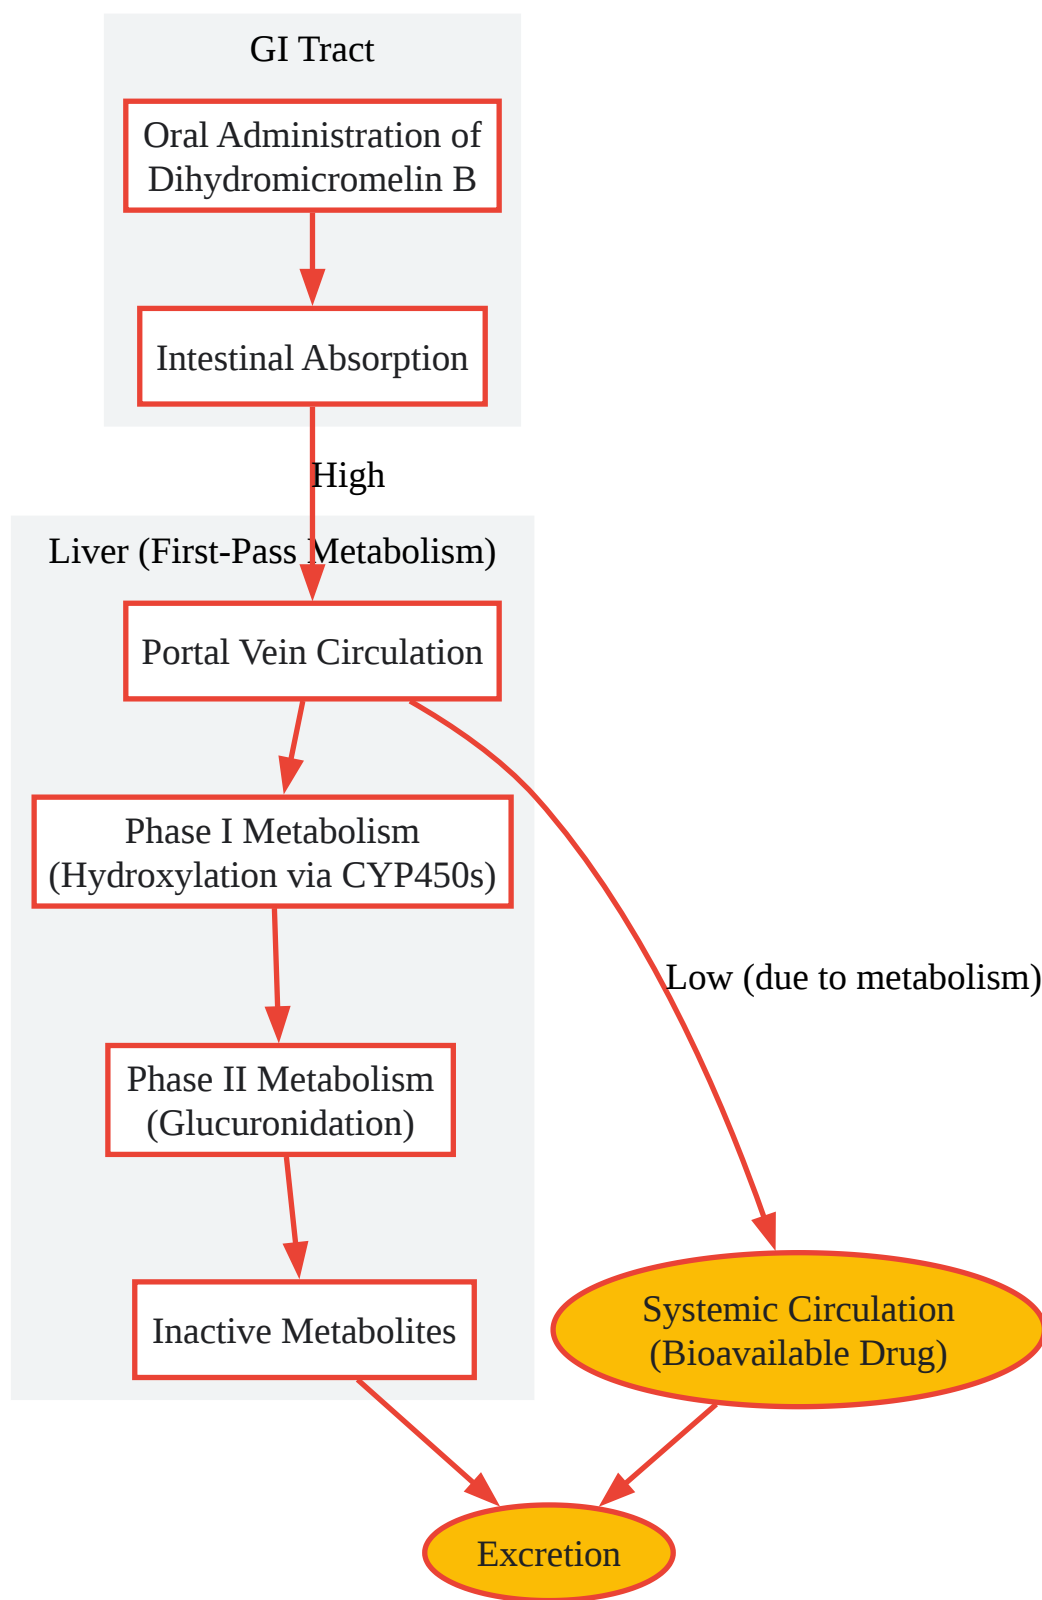 GI Tract
Oral Administration of
Dihydromicromelin B
Intestinal Absorption
High
Liver (First-Pass Metabolism)
Portal Vein Circulation
Phase I Metabolism
(Hydroxylation via CYP450s)
Low (due to metabolism)
Phase II Metabolism
(Glucuronidation)
Inactive Metabolites
Systemic Circulation
(Bioavailable Drug)
Excretion